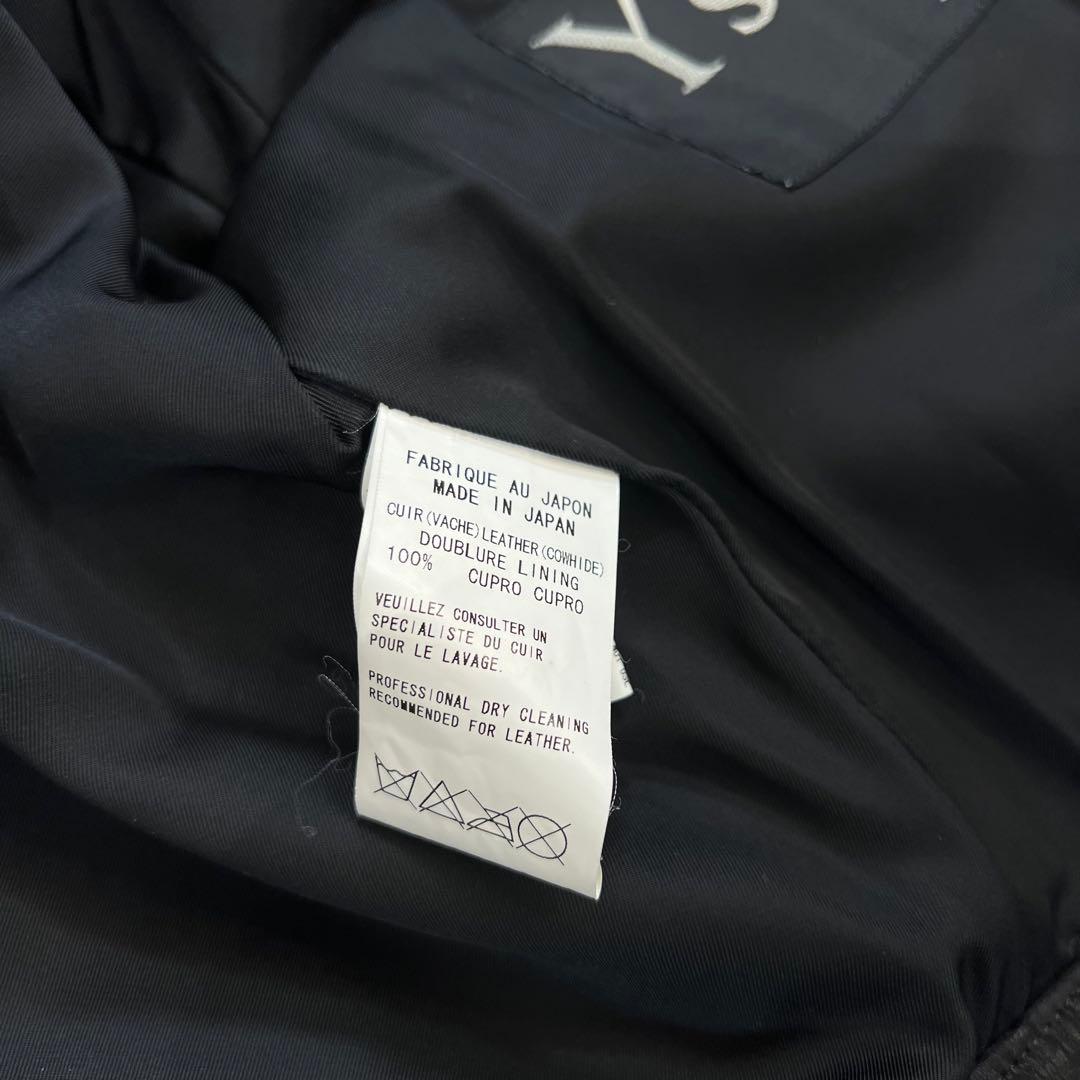 Ys
FABRIQUE AU JAPON
MADE IN JAPAN
CUIR(VACHE)LEATHER(COWHIDE)
DOUBLURE LINING
100% CUPRO CUPRO
VEUILLEZ CONSULTER UN
SPECIALISTE DU CUIR
POUR LE LAVAGE.
PROFESSIONAL DRY CLEANING
RECOMMENDED FOR LEATHER.